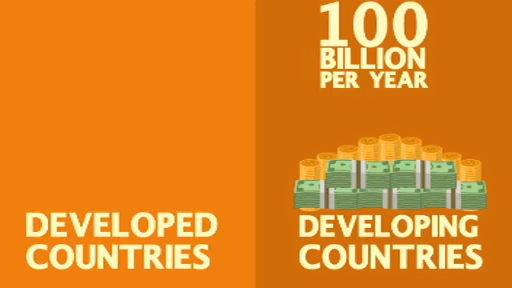 DEVELOPED
COUNTRIES
100
BILLION
PER YEAR
DEVELOPING
COUNTRIES